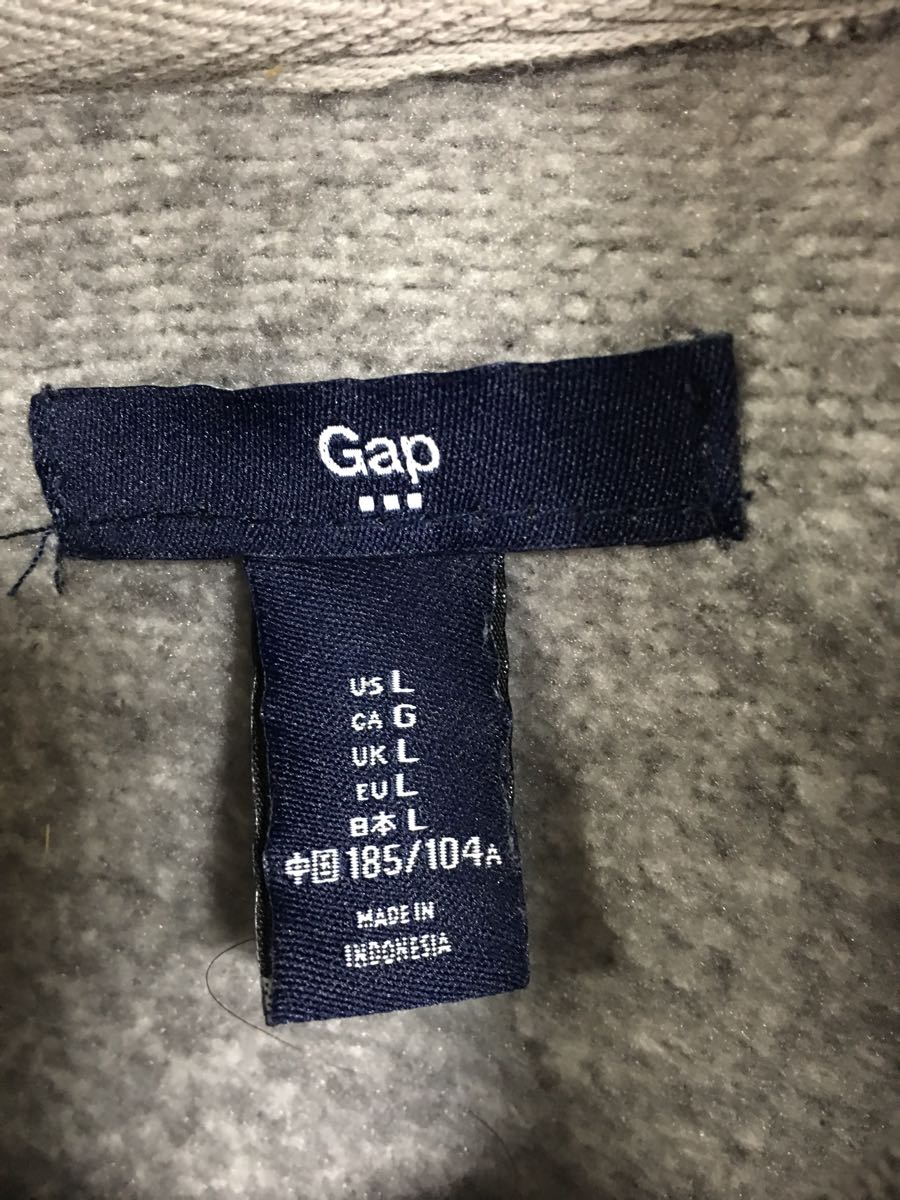 Gap
US L
CA G
UK L
EU L
日本 L
中国 185/104A
MADE IN
INDONESIA